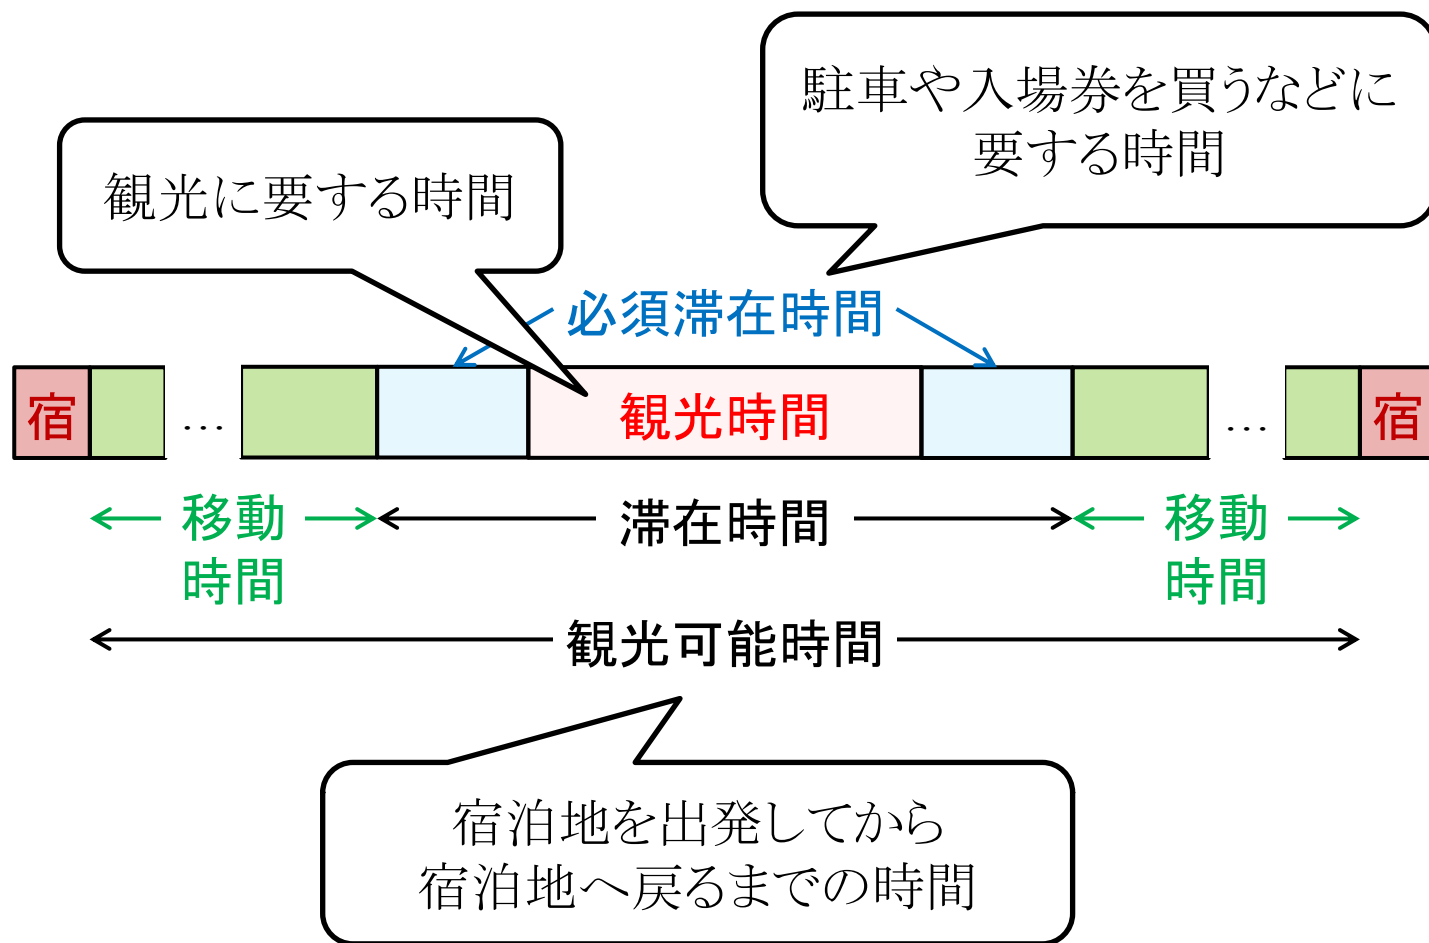 駐車や入場券を買うなどに
要する時間
観光に要する時間
必須滞在時間
宿
…
観光時間
…
宿
移動
時間
滞在時間
移動
時間
観光可能時間
宿泊地を出発してから
宿泊地へ戻るまでの時間